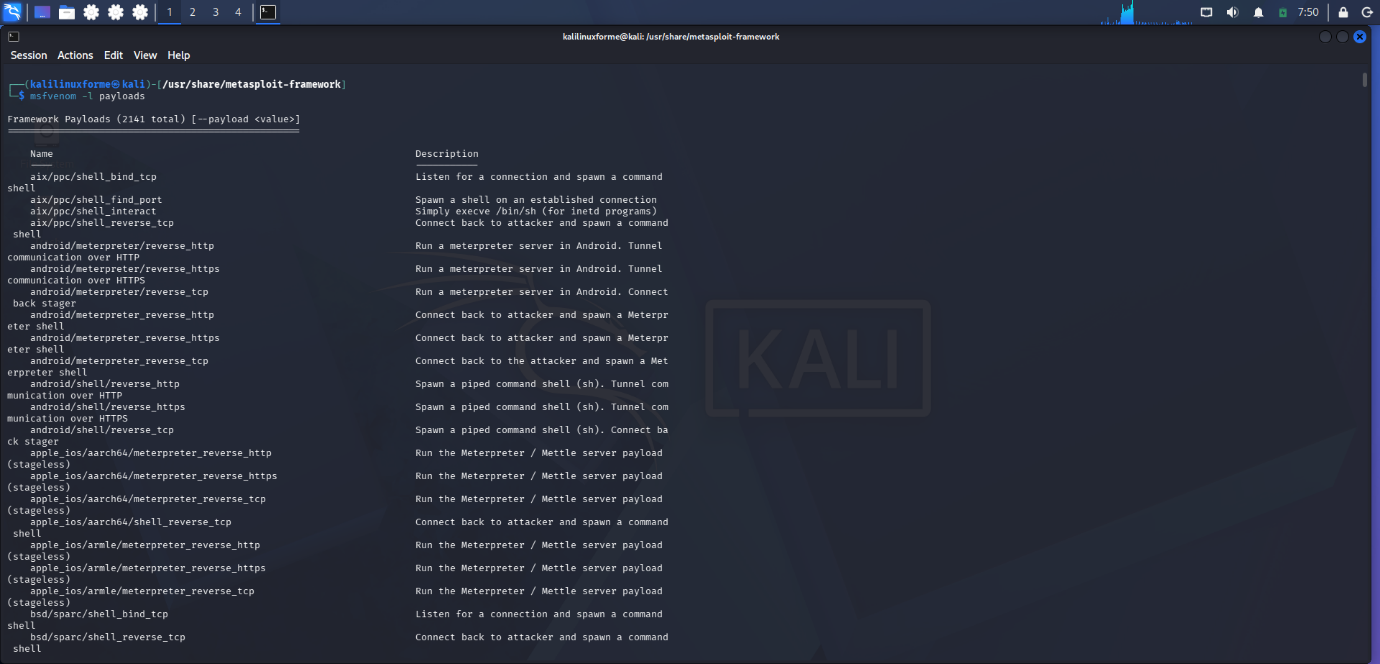 1 2 3 4 7:50
kalilinuxforme@kali: /usr/share/metasploit-framework
Session Actions Edit View Help
┌──(kalilinuxforme㉿kali)-[/usr/share/metasploit-framework]
└─$ msfvenom -l payloads
Framework Payloads (2141 total) [--payload <value>]
===================================================
Name Description
---- -----------
aix/ppc/shell_bind_tcp Listen for a connection and spawn a command
shell
aix/ppc/shell_find_port Spawn a shell on an established connection
aix/ppc/shell_interact Simply execve /bin/sh (for inetd programs)
aix/ppc/shell_reverse_tcp Connect back to attacker and spawn a command
shell
android/meterpreter/reverse_http Run a meterpreter server in Android. Tunnel
communication over HTTP
android/meterpreter/reverse_https Run a meterpreter server in Android. Tunnel
communication over HTTPS
android/meterpreter/reverse_tcp Run a meterpreter server in Android. Connect
back stager
android/meterpreter_reverse_http Connect back to attacker and spawn a Meterpr
eter shell
android/meterpreter_reverse_https Connect back to attacker and spawn a Meterpr
eter shell
android/meterpreter_reverse_tcp Connect back to the attacker and spawn a Met
erpreter shell
android/shell/reverse_http Spawn a piped command shell (sh). Tunnel com
munication over HTTP
android/shell/reverse_https Spawn a piped command shell (sh). Tunnel com
munication over HTTPS
android/shell/reverse_tcp Spawn a piped command shell (sh). Connect ba
ck stager
apple_ios/aarch64/meterpreter_reverse_http Run the Meterpreter / Mettle server payload
(stageless)
apple_ios/aarch64/meterpreter_reverse_https Run the Meterpreter / Mettle server payload
(stageless)
apple_ios/aarch64/meterpreter_reverse_tcp Run the Meterpreter / Mettle server payload
(stageless)
apple_ios/aarch64/shell_reverse_tcp Connect back to attacker and spawn a command
shell
apple_ios/armle/meterpreter_reverse_http Run the Meterpreter / Mettle server payload
(stageless)
apple_ios/armle/meterpreter_reverse_https Run the Meterpreter / Mettle server payload
(stageless)
apple_ios/armle/meterpreter_reverse_tcp Run the Meterpreter / Mettle server payload
(stageless)
bsd/sparc/shell_bind_tcp Listen for a connection and spawn a command
shell
bsd/sparc/shell_reverse_tcp Connect back to attacker and spawn a command
shell
KALI